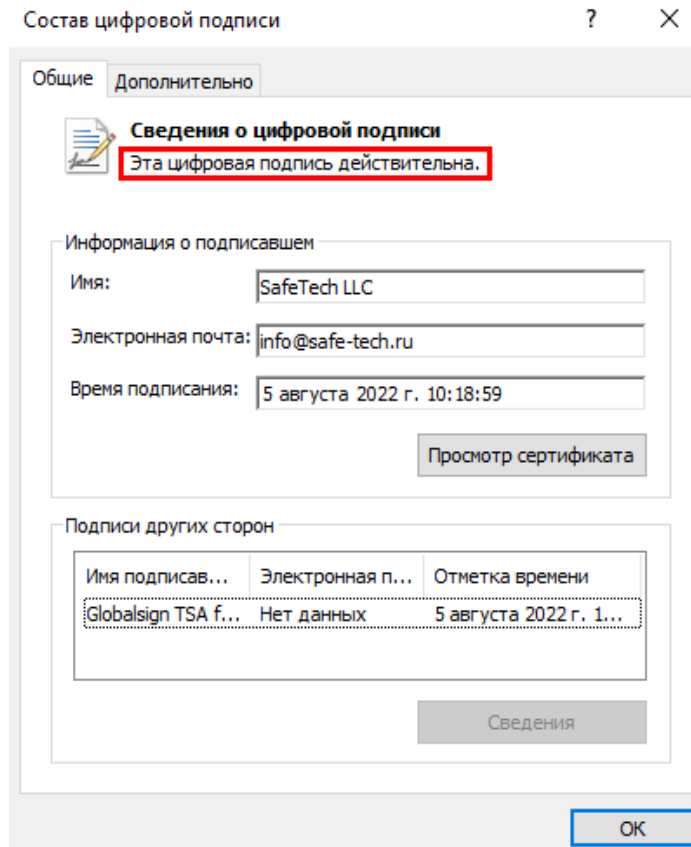 Состав цифровой подписи ? ×
Общие Дополнительно
Сведения о цифровой подписи
Эта цифровая подпись действительна.
Информация о подписавшем
Имя: SafeTech LLC
Электронная почта: info@safe-tech.ru
Время подписания: 5 августа 2022 г. 10:18:59
Просмотр сертификата
Подписи других сторон
Имя подписав... Электронная п... Отметка времени
Globalsign TSA f... Нет данных 5 августа 2022 г. 1...
Сведения
ОК